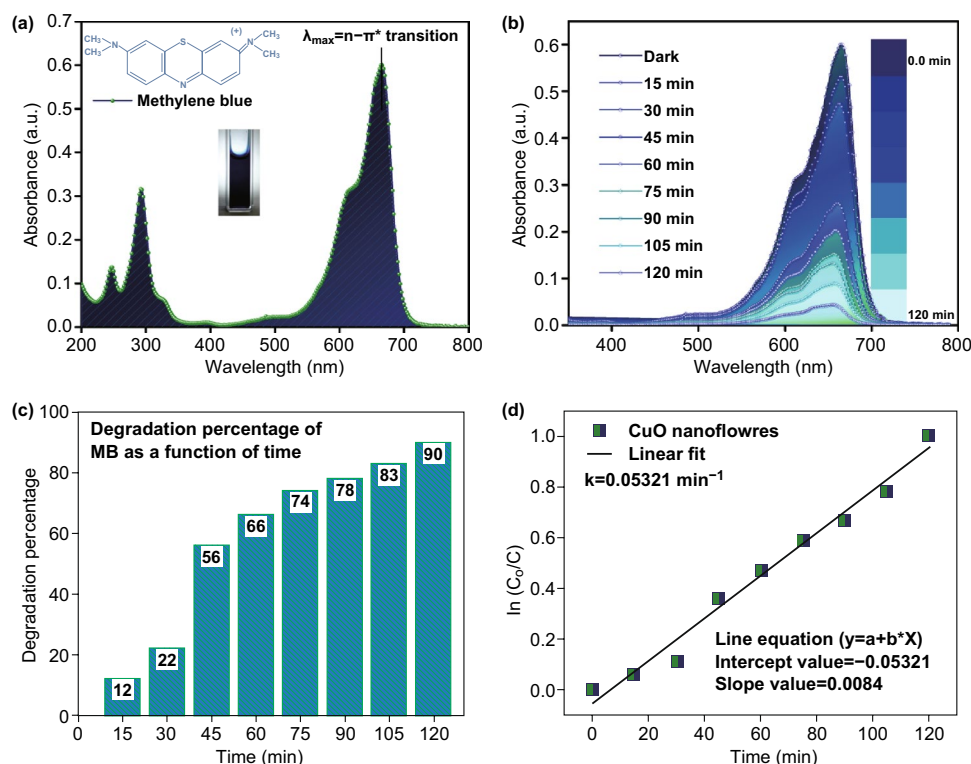 (a)
0.7
0.6
0.5
0.4
0.3
0.2
0.1
0.0
Absorbance (a.u.)
200 300 400 500 600 700 800
Wavelength (nm)
H₃C
N
CH₃
S
N
(+)
N
CH₃
CH₃
λmax=n−π* transition
Methylene blue
(b)
0.6
0.5
0.4
0.3
0.2
0.1
0.0
Absorbance (a.u.)
400 500 600 700 800
Wavelength (nm)
Dark
15 min
30 min
45 min
60 min
75 min
90 min
105 min
120 min
0.0 min
120 min
(c)
100
80
60
40
20
0
Degradation percentage
Degradation percentage of
MB as a function of time
12
22
56
66
74
78
83
90
0 15 30 45 60 75 90 105 120
Time (min)
(d)
1.0
0.8
0.6
0.4
0.2
0.0
ln (Co/C)
CuO nanoflowres
Linear fit
k=0.05321 min⁻¹
Line equation (y=a+b*X)
Intercept value=−0.05321
Slope value=0.0084
0 20 40 60 80 100 120
Time (min)